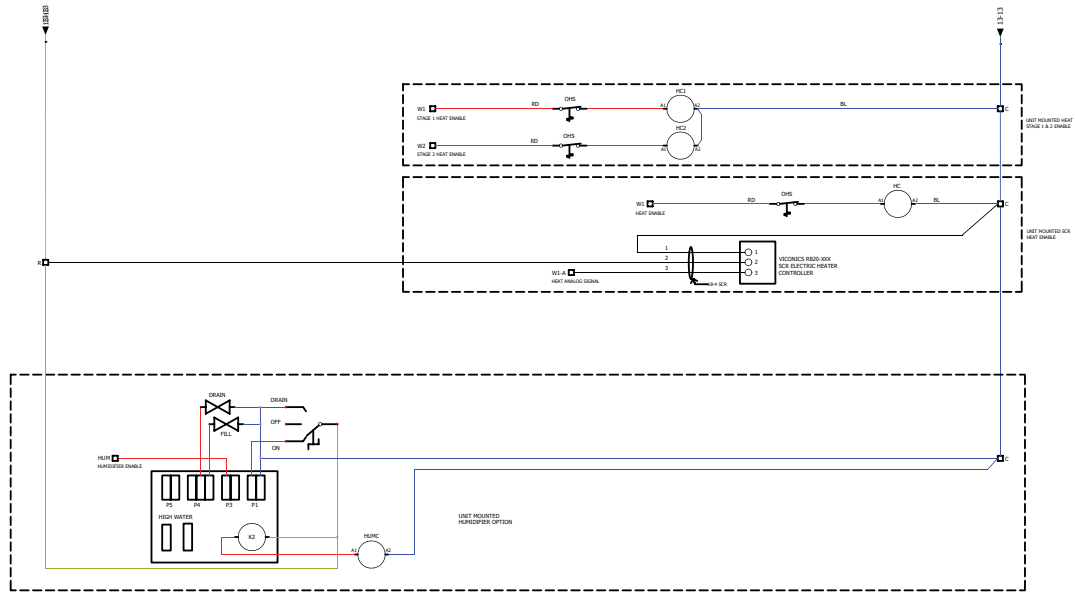 13-13
HC1
OHS
W1
RD
A1
A2
BL
C
STAGE 1 HEAT ENABLE
UNIT MOUNTED HEAT
STAGE 1 & 2 ENABLE
HC2
OHS
W2
RD
A1
A2
STAGE 2 HEAT ENABLE
HC
OHS
W1
RD
A1
A2
BL
C
HEAT ENABLE
UNIT MOUNTED SCR
HEAT ENABLE
R
1
2
3
1
2
3
VICONICS R820-XXX
SCR ELECTRIC HEATER
CONTROLLER
W1-A
HEAT ANALOG SIGNAL
18-4 SCR
DRAIN
DRAIN
OFF
FILL
ON
HUM
HUMIDIFIER ENABLE
C
P5
P4
P3
P1
HIGH WATER
UNIT MOUNTED
HUMIDIFIER OPTION
K2
HUMC
A1
A2